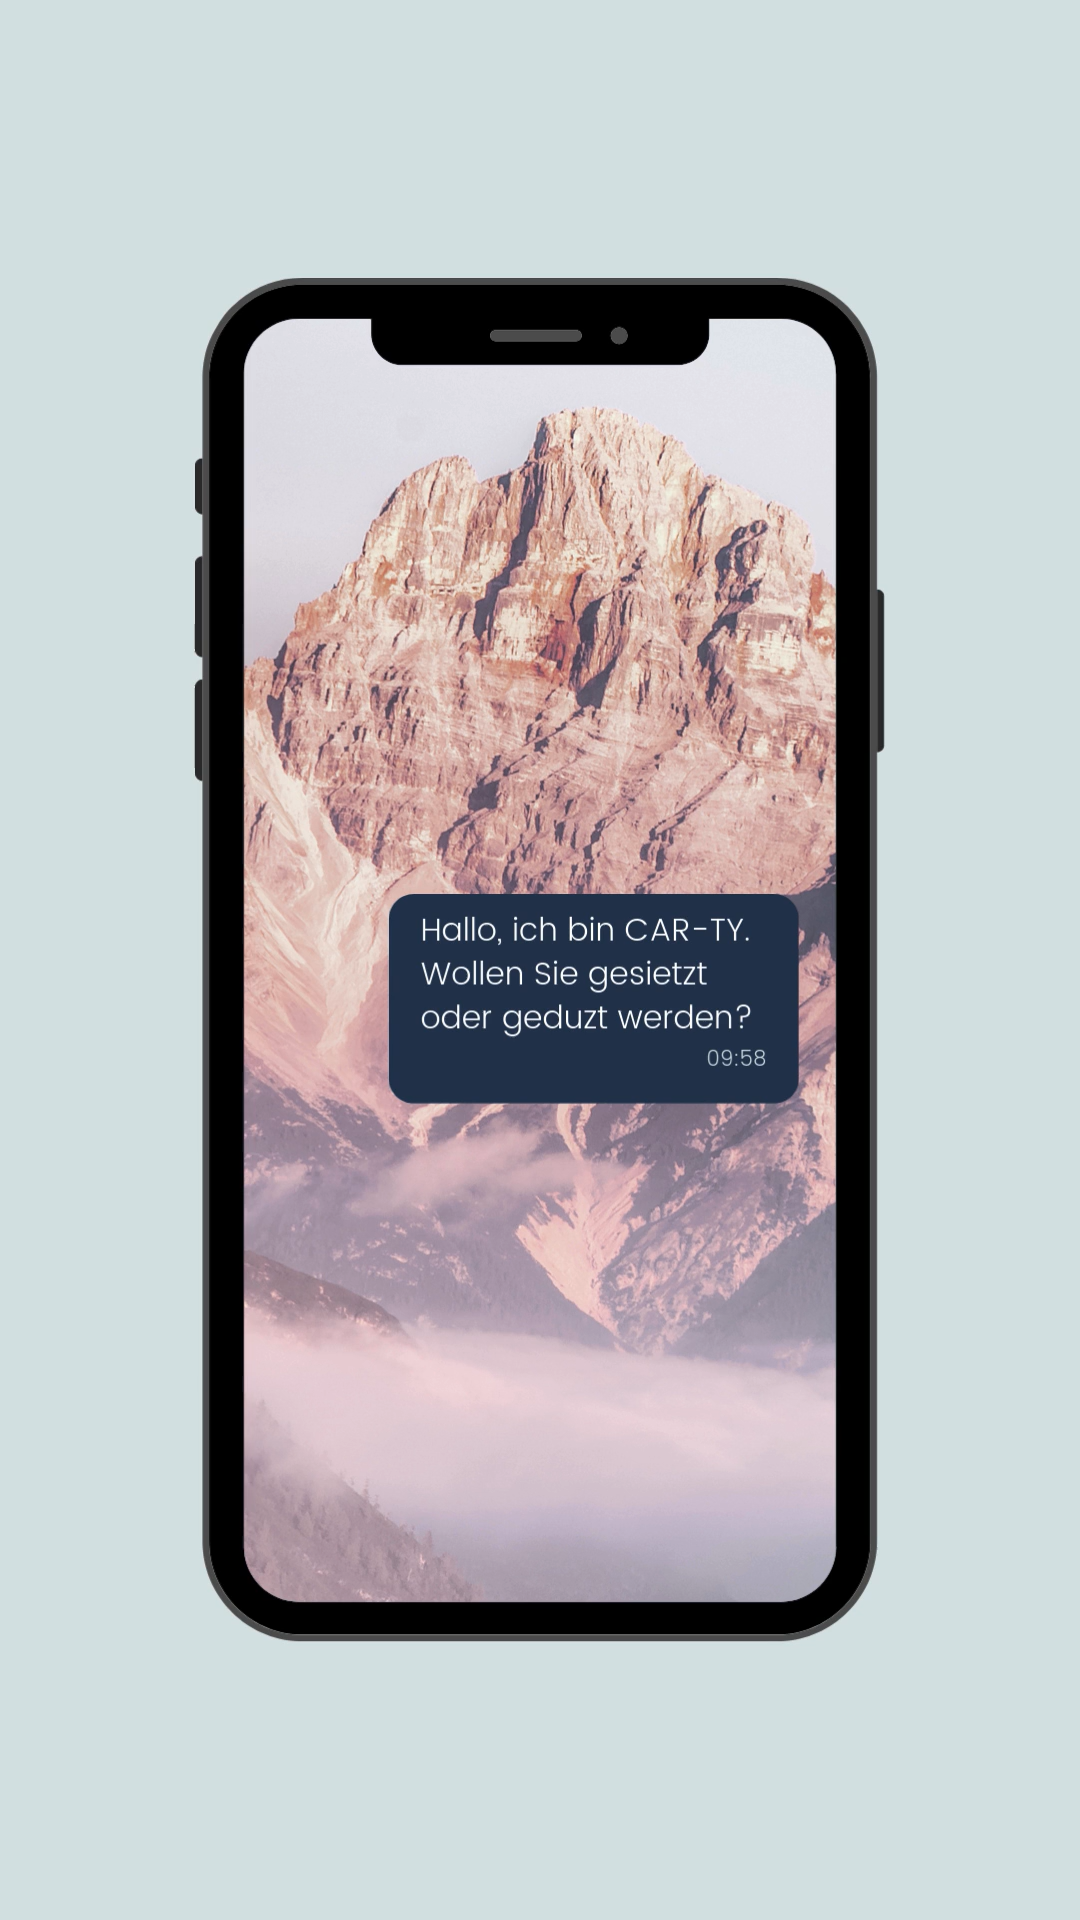 Hallo, ich bin CAR-TY.
Wollen Sie gesietzt
oder geduzt werden?
09:58